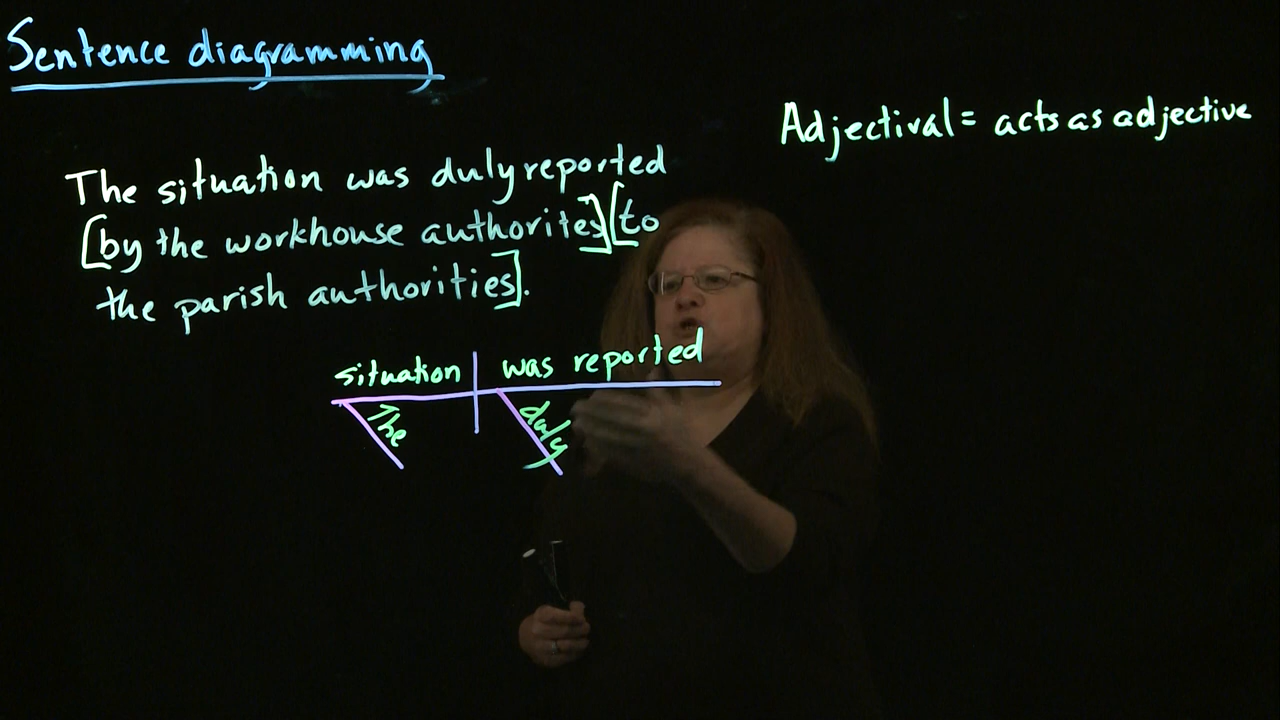 Sentence diagramming
Adjectival = acts as adjective
The situation was duly reported
[by the workhouse authorites] [to
the parish authorities].
situation was reported
The duly